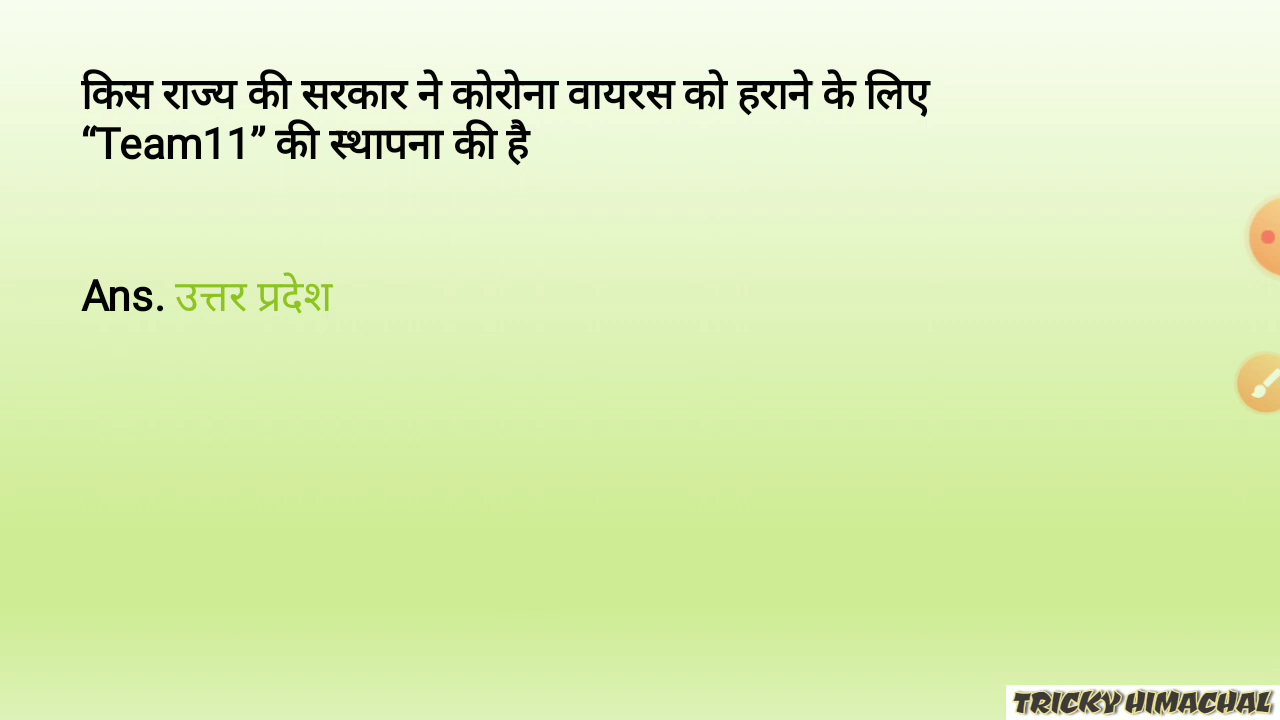 किस राज्य की सरकार ने कोरोना वायरस को हराने के लिए
“Team11” की स्थापना की है
Ans. उत्तर प्रदेश
TRICKY HIMACHAL